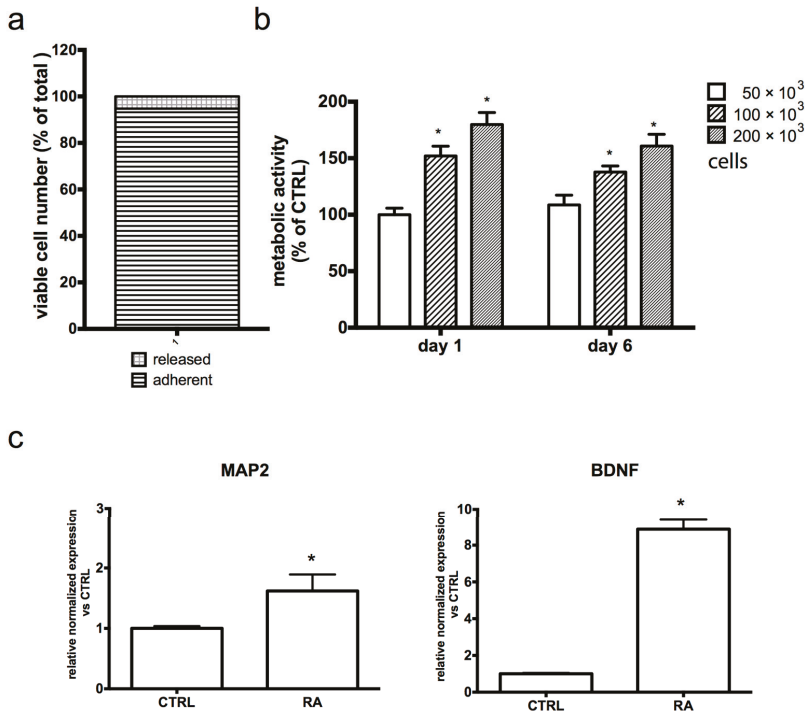 a
viable cell number (% of total )
120
100
80
60
40
20
0
released
adherent
b
metabolic activity
(% of CTRL)
200
150
100
50
0
*
*
*
*
day 1
day 6
50 × 10³
100 × 10³
200 × 10³
cells
c
MAP2
relative normalized expression
vs CTRL
3
2
1
0
*
CTRL
RA
BDNF
relative normalized expression
vs CTRL
10
8
6
4
2
0
*
CTRL
RA